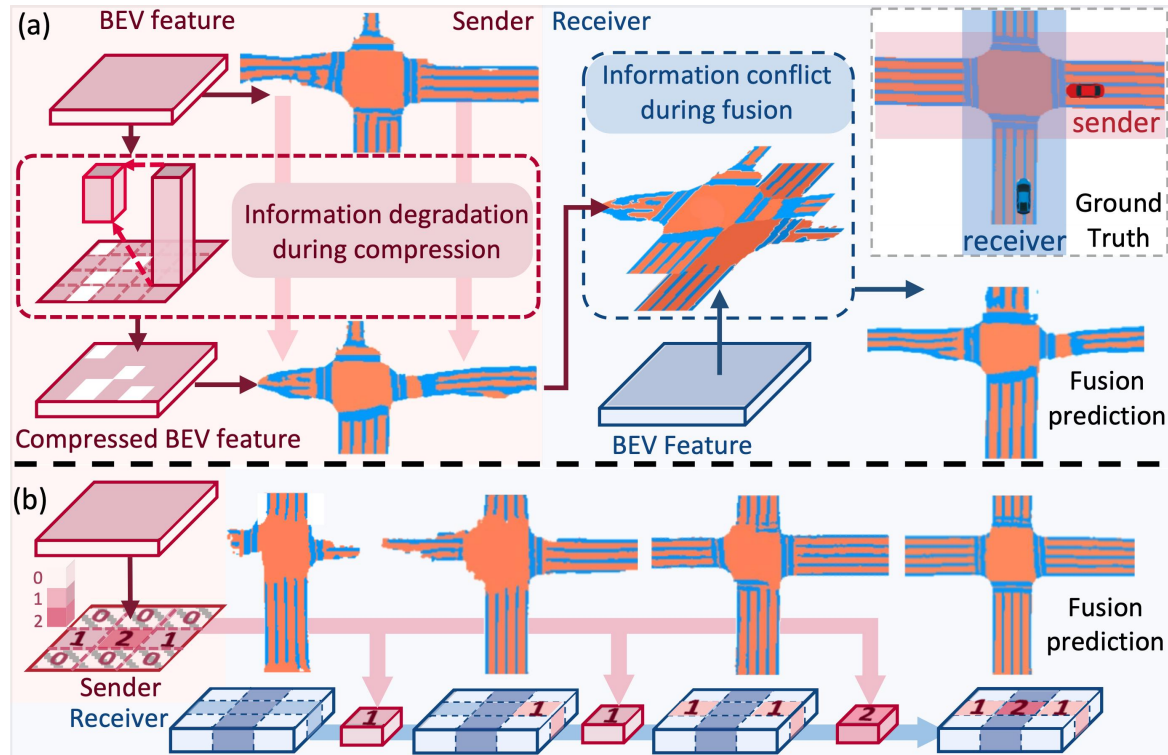 (a)
BEV feature
Sender
Receiver
Information degradation
during compression
Compressed BEV feature
Information conflict
during fusion
BEV Feature
sender
receiver
Ground
Truth
Fusion
prediction
(b)
0
1
2
0 0 0
1 2 1
0 0 0
Sender
Receiver
1
1
1
1 1
2
1 2 1
Fusion
prediction